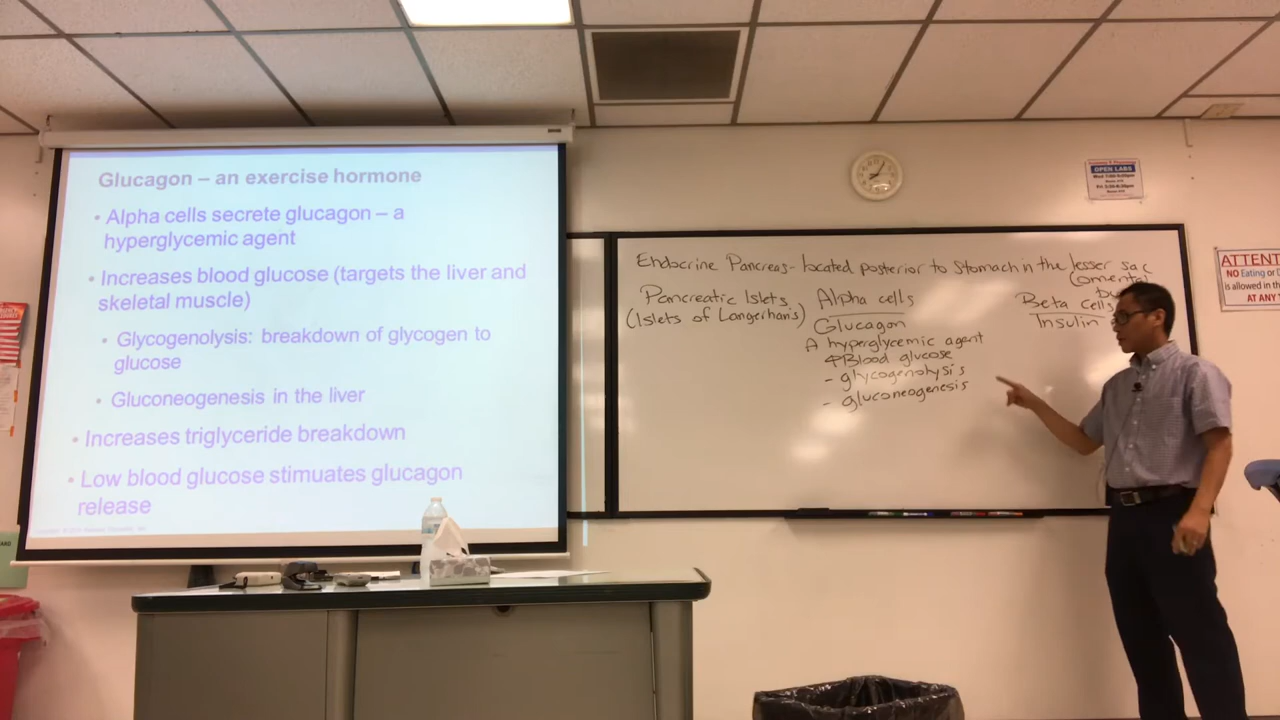 Glucagon – an exercise hormone
• Alpha cells secrete glucagon – a
hyperglycemic agent
• Increases blood glucose (targets the liver and
skeletal muscle)
• Glycogenolysis: breakdown of glycogen to
glucose
• Gluconeogenesis in the liver
• Increases triglyceride breakdown
• Low blood glucose stimuates glucagon
release
Endocrine Pancreas - located posterior to stomach in the lesser sac
(omental
bu
Pancreatic Islets
(Islets of Langerhans)
Alpha cells
Glucagon
A hyperglycemic agent
↑Blood glucose
- glycogenolysis
- gluconeogenesis
Beta cells
Insulin
OPEN LABS
ATTENT
NO Eating or D
is allowed in the
AT ANY